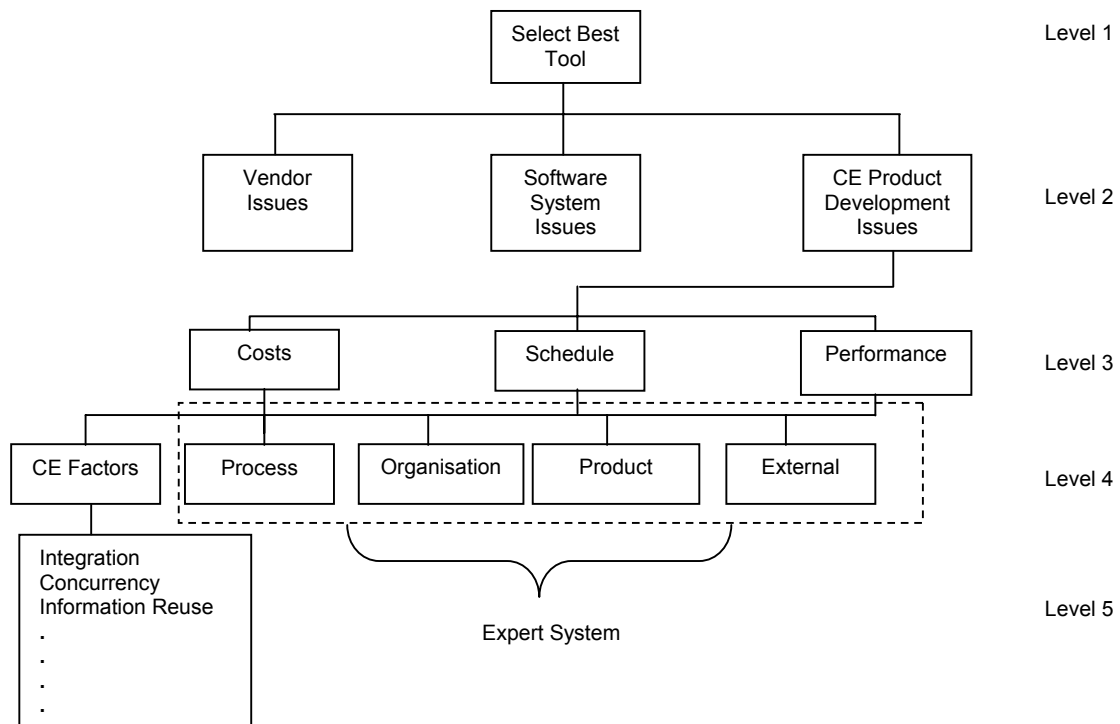 Select Best
Tool
Level 1
Vendor
Issues
Software
System
Issues
CE Product
Development
Issues
Level 2
Costs
Schedule
Performance
Level 3
CE Factors
Process
Organisation
Product
External
Level 4
Integration
Concurrency
Information Reuse
.
.
.
.
Expert System
Level 5